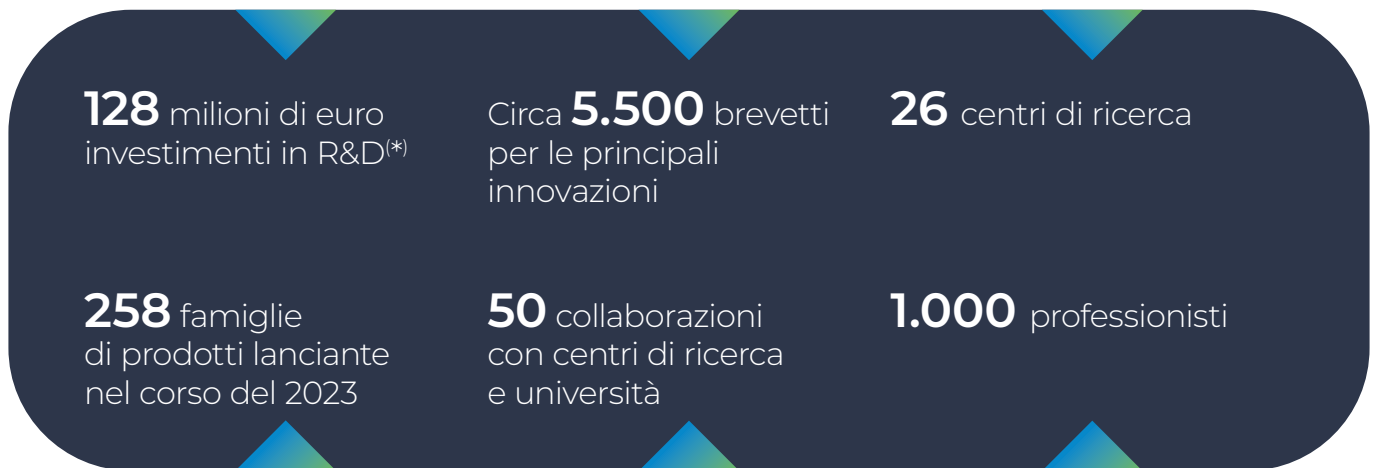 128 milioni di euro
investimenti in R&D(*)
Circa 5.500 brevetti
per le principali
innovazioni
26 centri di ricerca
258 famiglie
di prodotti lanciante
nel corso del 2023
50 collaborazioni
con centri di ricerca
e università
1.000 professionisti